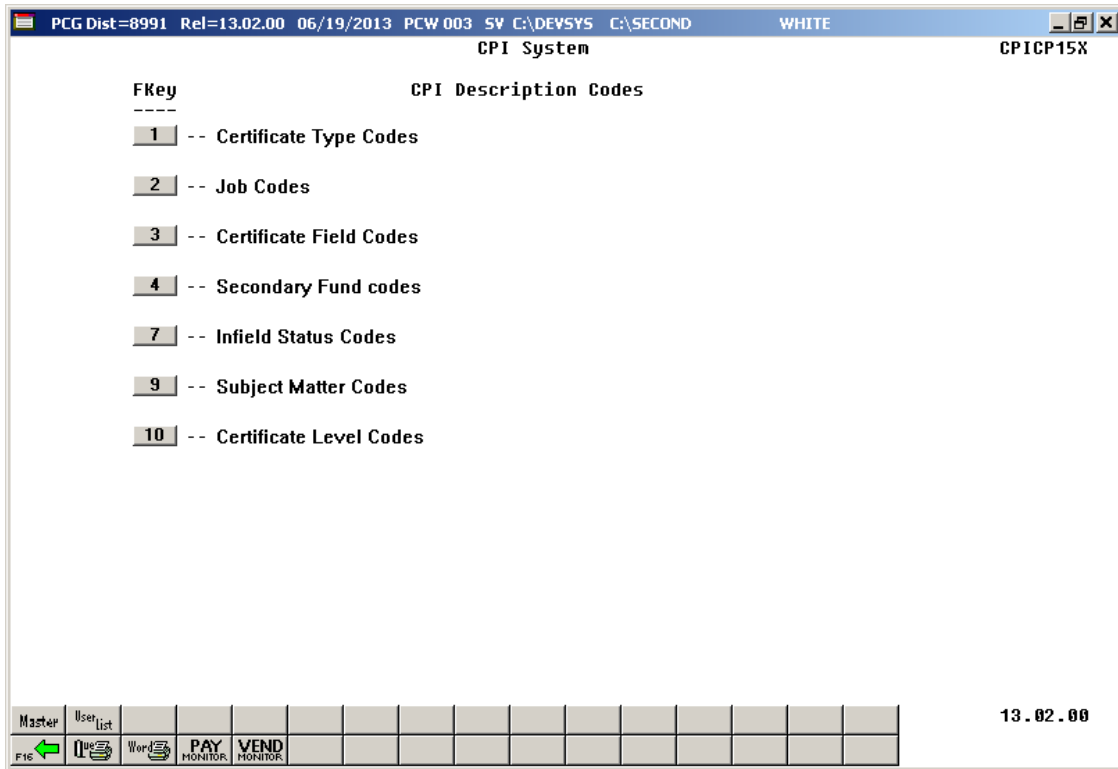 PCG Dist=8991 Rel=13.02.00 06/19/2013 PCW 003 SV C:\DEVSYS C:\SECOND WHITE
CPI System CPICP15X
FKey CPI Description Codes
----
1 -- Certificate Type Codes
2 -- Job Codes
3 -- Certificate Field Codes
4 -- Secondary Fund codes
7 -- Infield Status Codes
9 -- Subject Matter Codes
10 -- Certificate Level Codes
Master User List 13.02.00
F16 Que Word PAY MONITOR VEND MONITOR